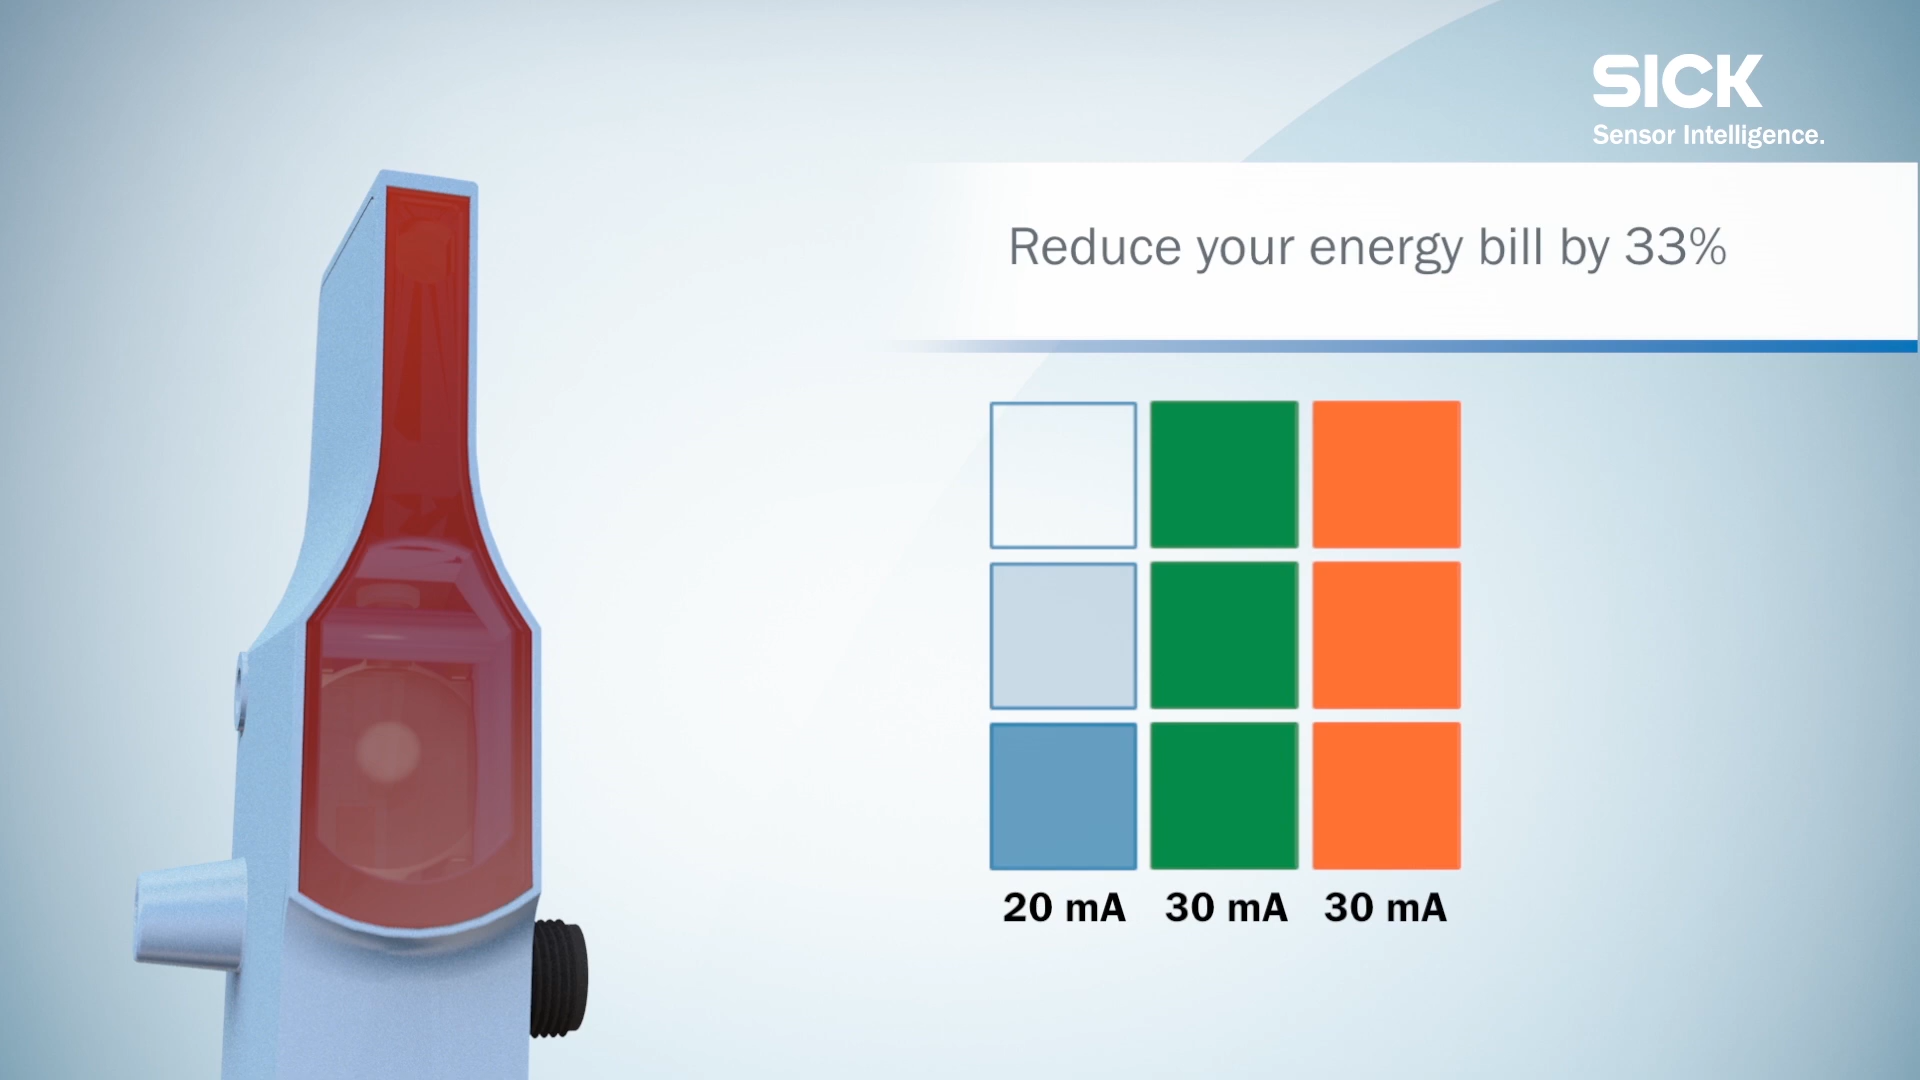 SICK
Sensor Intelligence.
Reduce your energy bill by 33%
20 mA 30 mA 30 mA